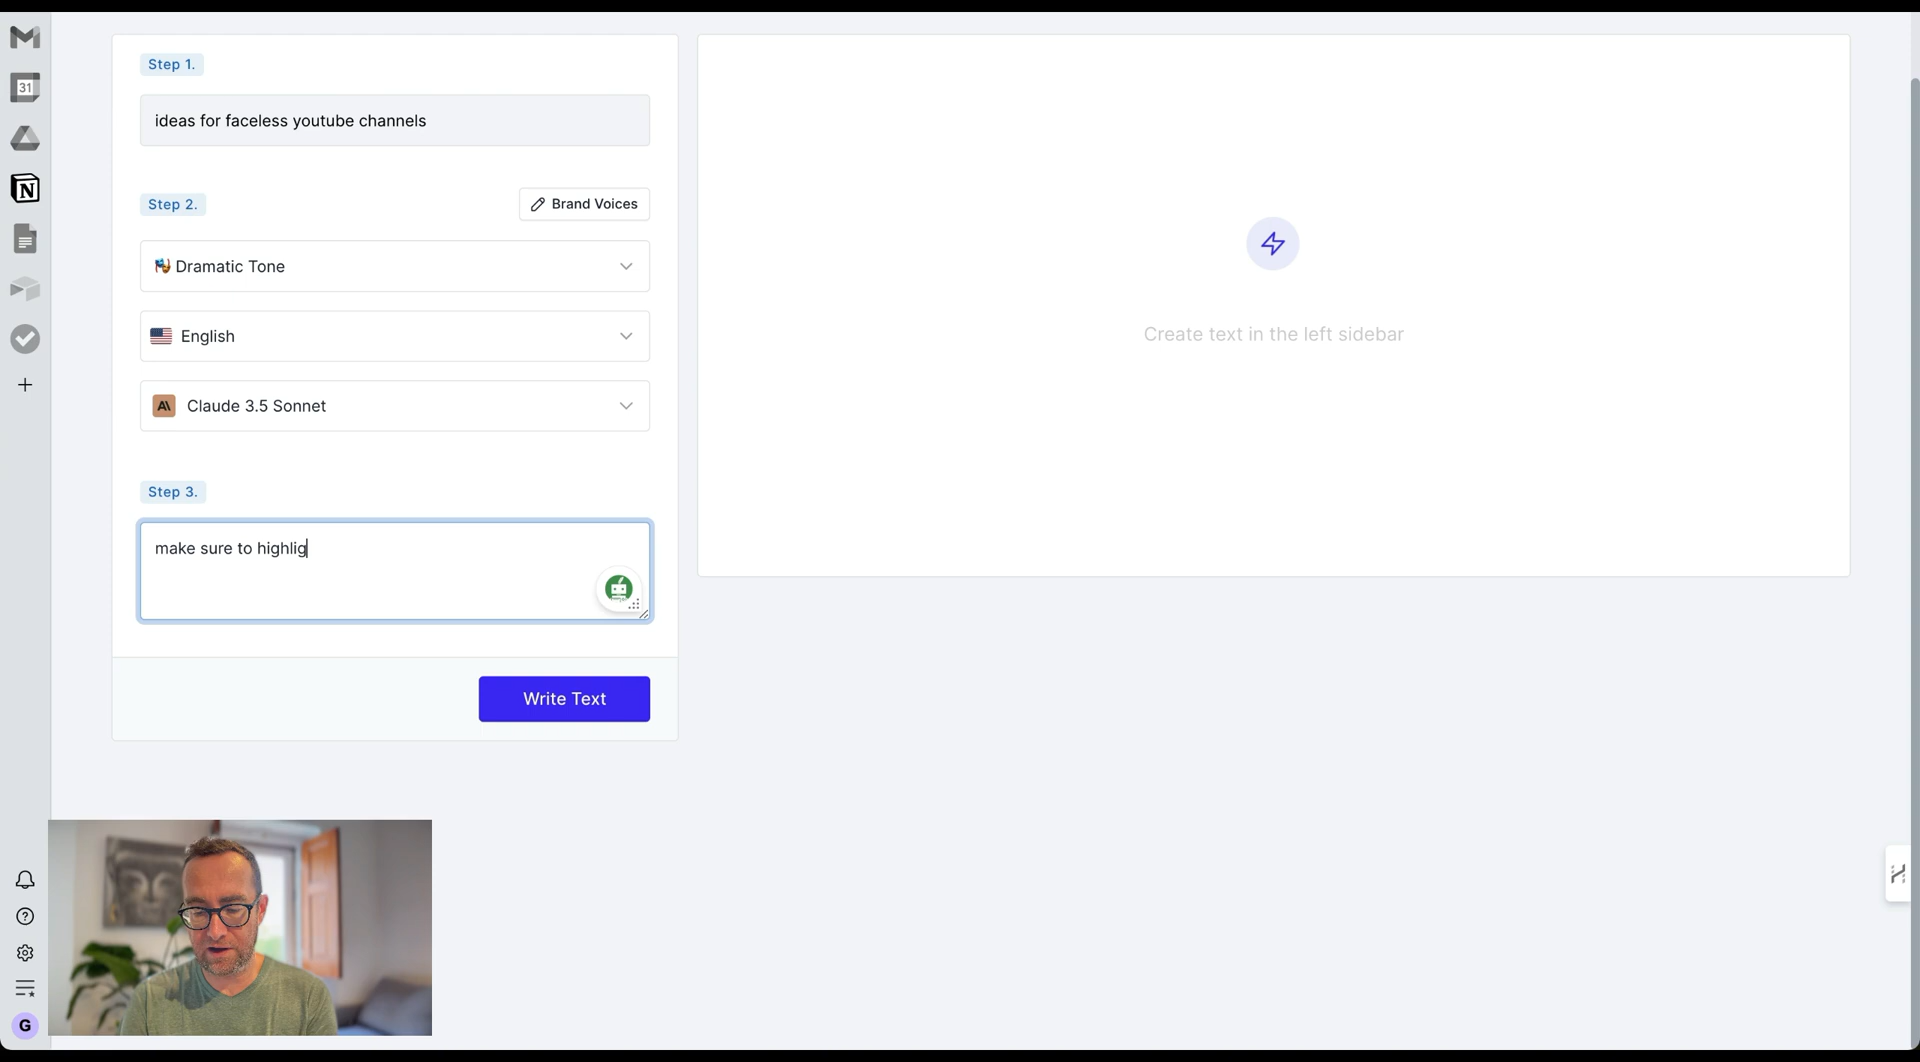 31
Step 1.
ideas for faceless youtube channels
Step 2.
Brand Voices
Dramatic Tone
English
Claude 3.5 Sonnet
Step 3.
make sure to highlig
Write Text
Create text in the left sidebar
G